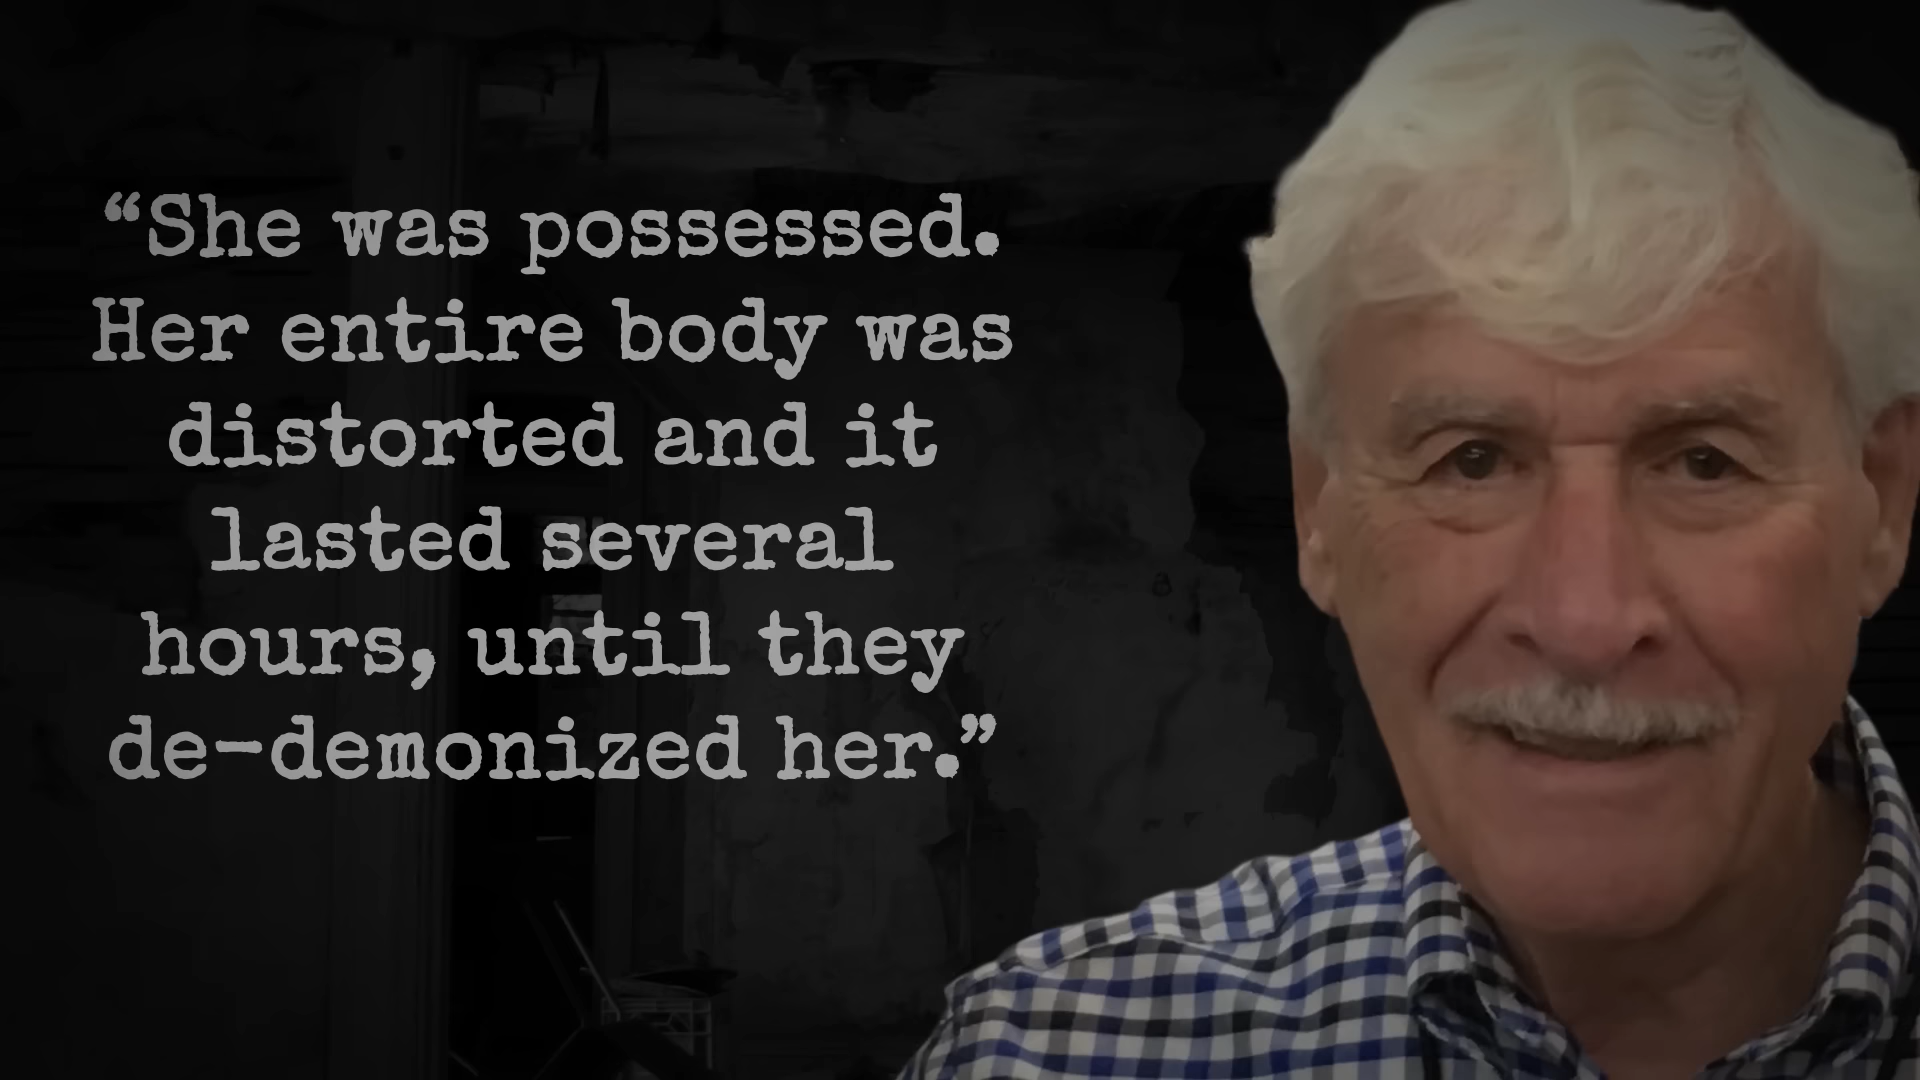 “She was possessed.
Her entire body was
distorted and it
lasted several
hours, until they
de-demonized her.”